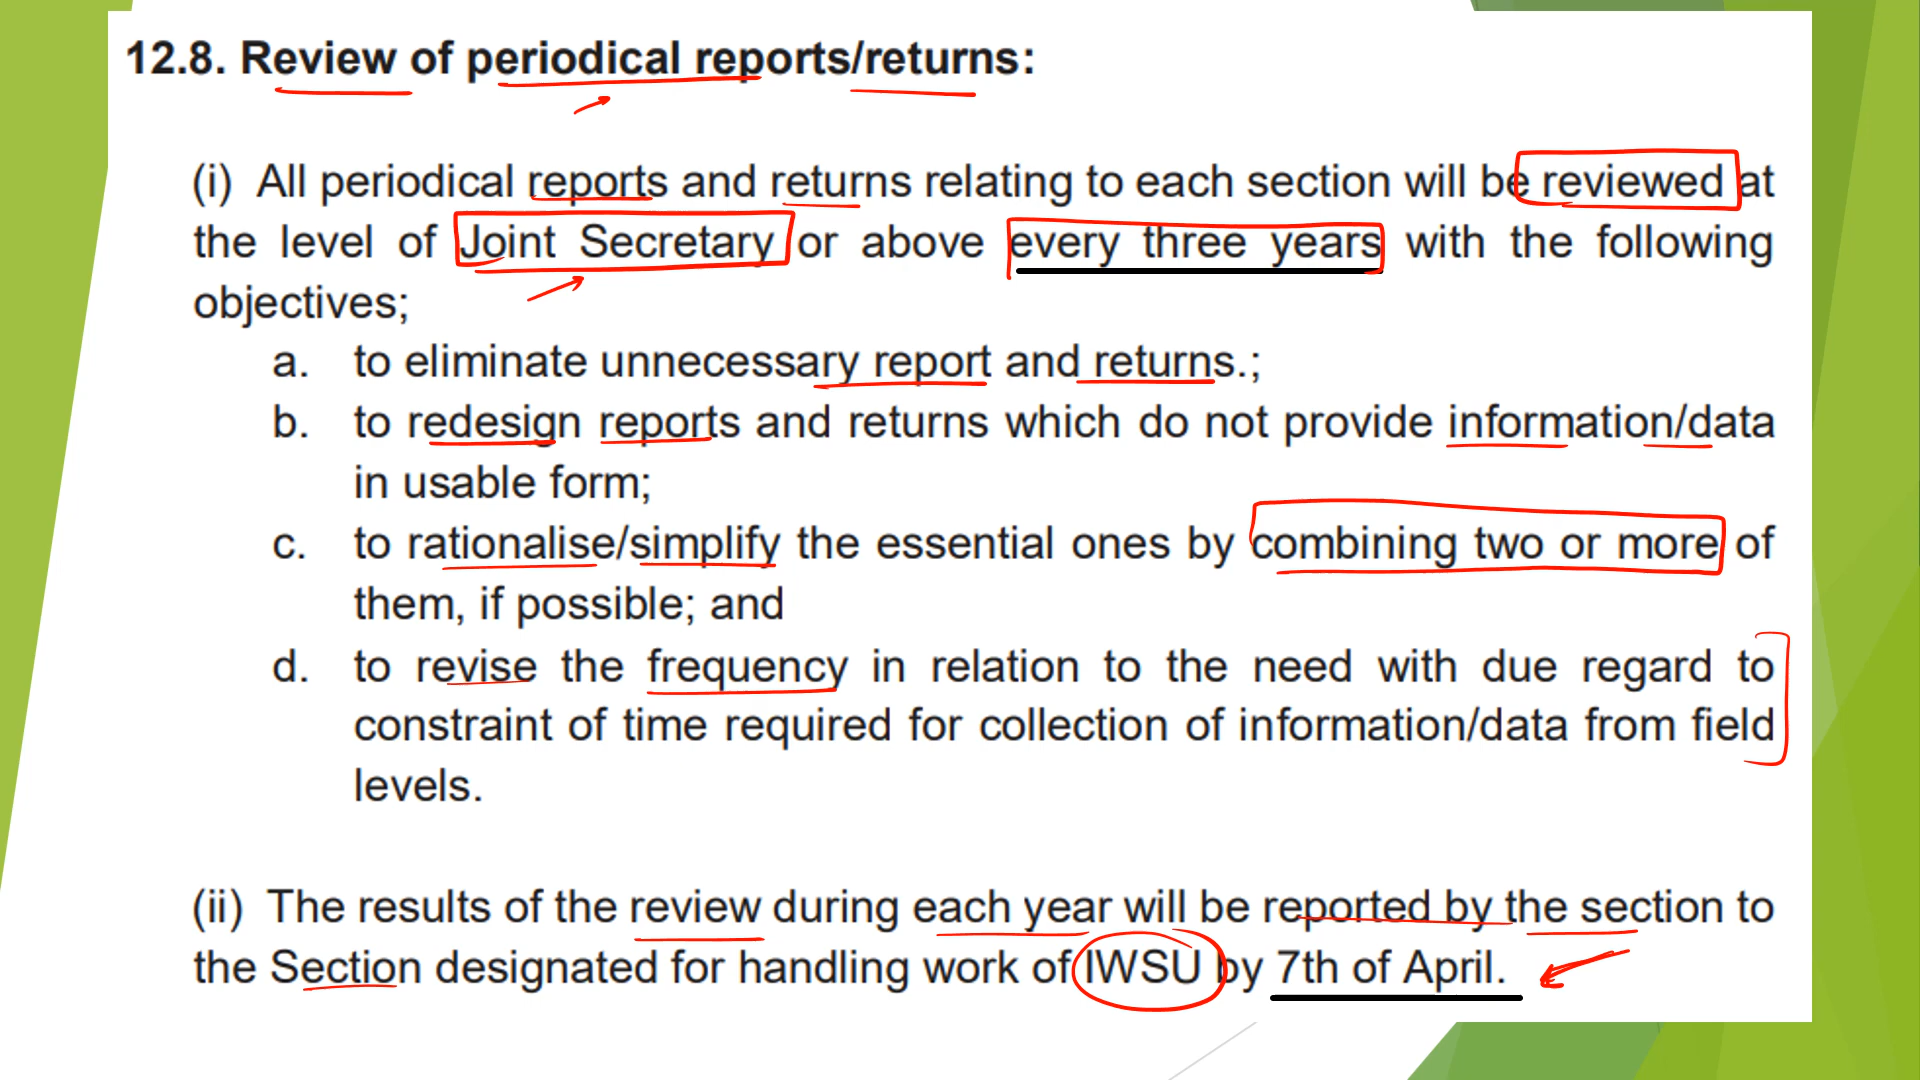 12.8. Review of periodical reports/returns:
(i) All periodical reports and returns relating to each section will be reviewed at
the level of Joint Secretary or above every three years with the following
objectives;
a. to eliminate unnecessary report and returns.;
b. to redesign reports and returns which do not provide information/data
in usable form;
c. to rationalise/simplify the essential ones by combining two or more of
them, if possible; and
d. to revise the frequency in relation to the need with due regard to
constraint of time required for collection of information/data from field
levels.
(ii) The results of the review during each year will be reported by the section to
the Section designated for handling work of IWSU by 7th of April.